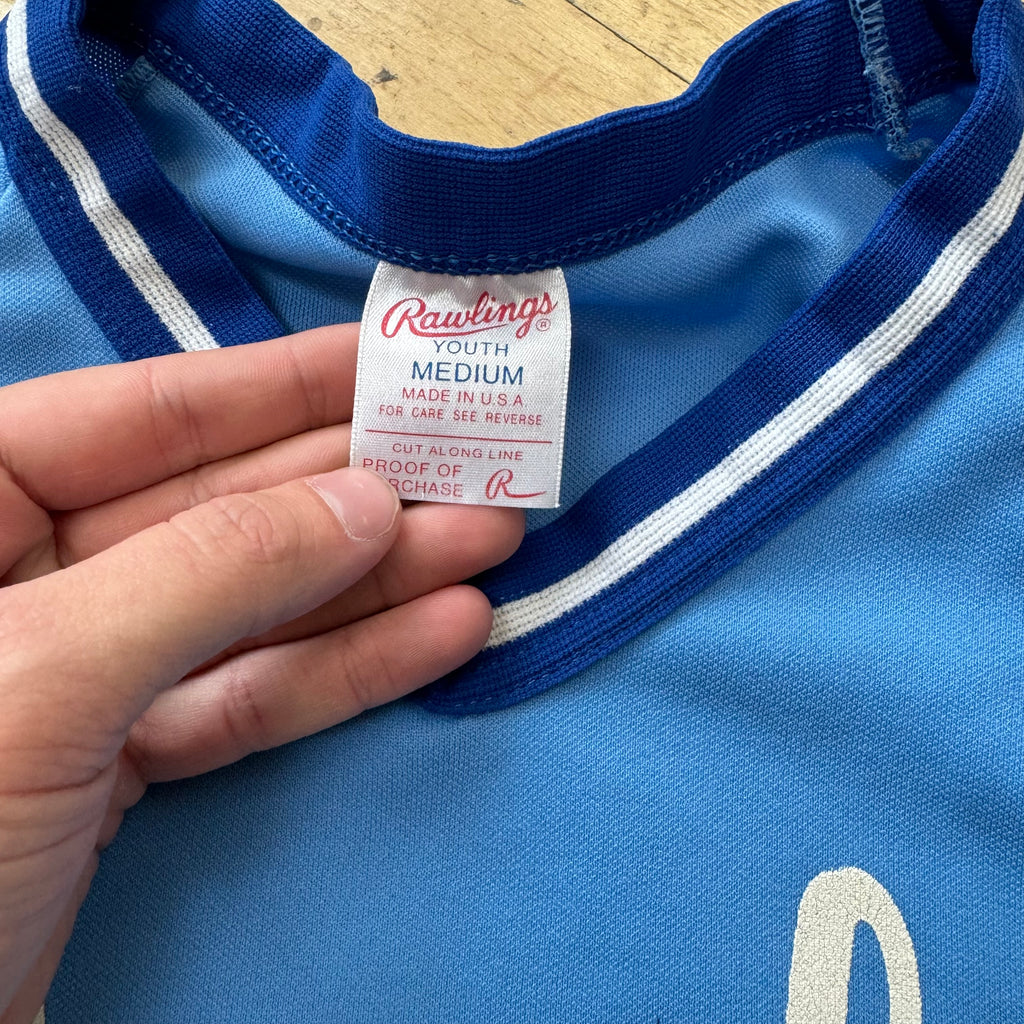 Rawlings®
YOUTH
MEDIUM
MADE IN U.S.A
FOR CARE SEE REVERSE
CUT ALONG LINE
PROOF OF
RCHASE R